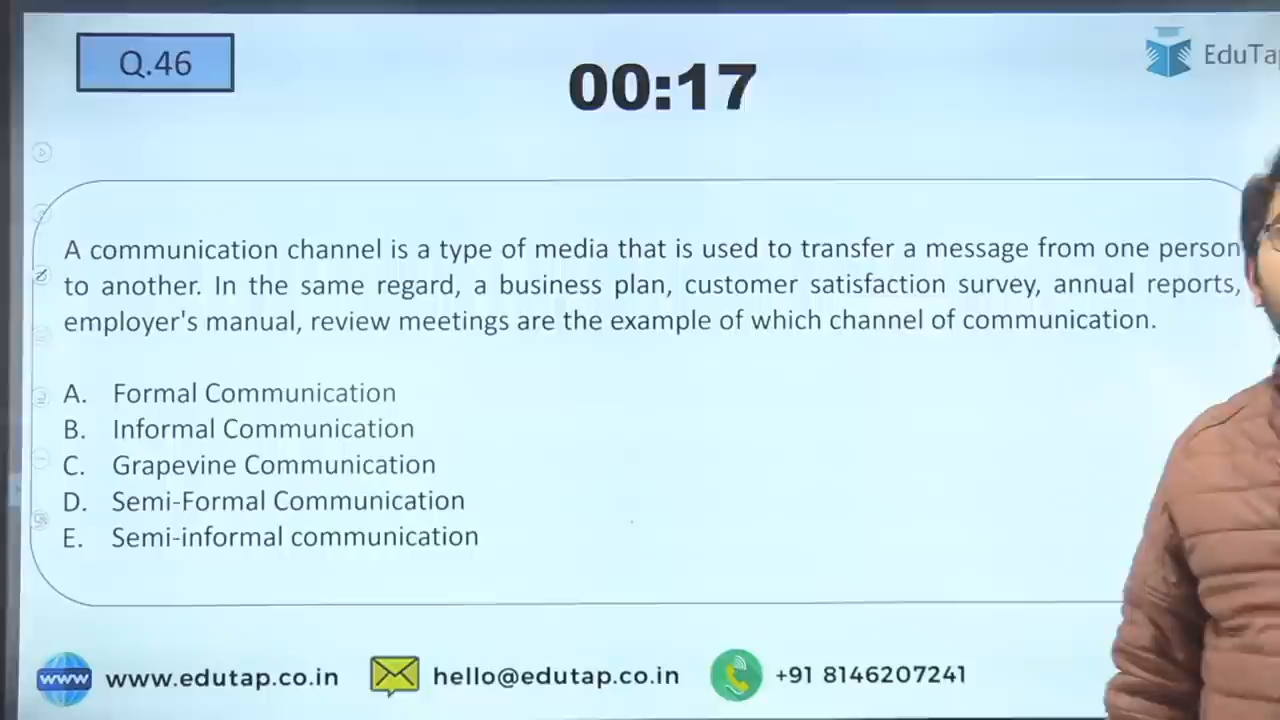 Q.46
00:17
A communication channel is a type of media that is used to transfer a message from one person
to another. In the same regard, a business plan, customer satisfaction survey, annual reports,
employer's manual, review meetings are the example of which channel of communication.
A. Formal Communication
B. Informal Communication
C. Grapevine Communication
D. Semi-Formal Communication
E. Semi-informal communication
www www.edutap.co.in hello@edutap.co.in +91 8146207241